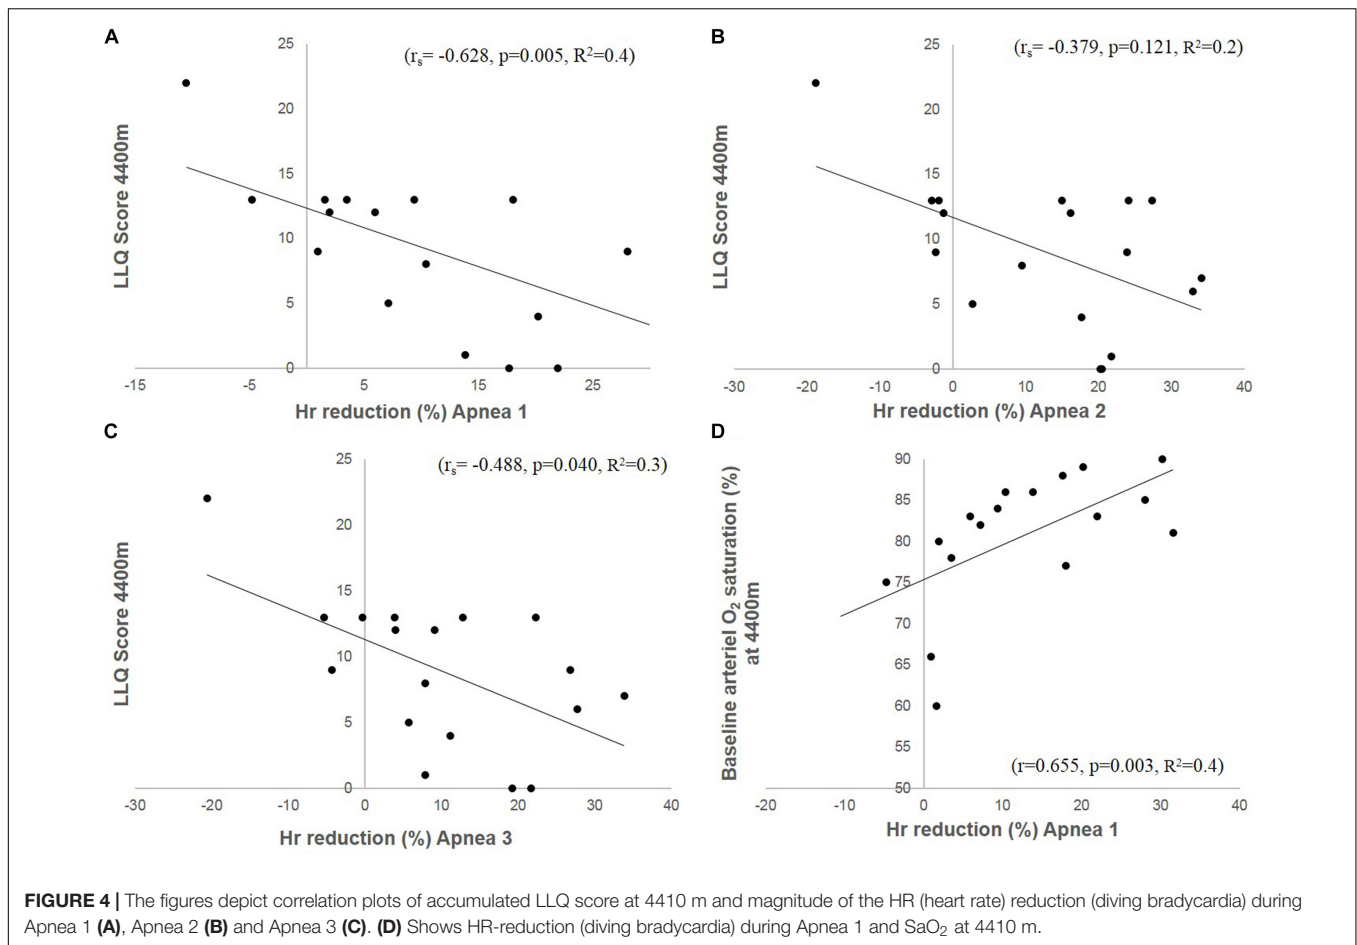 A
(rs= -0.628, p=0.005, R²=0.4)
LLQ Score 4400m
25
20
15
10
5
0
-15
-5
5
15
25
Hr reduction (%) Apnea 1
B
(rs= -0.379, p=0.121, R²=0.2)
LLQ Score 4400m
25
20
15
10
5
0
-30
-20
-10
0
10
20
30
40
Hr reduction (%) Apnea 2
C
(rs= -0.488, p=0.040, R²=0.3)
LLQ Score 4400m
25
20
15
10
5
0
-30
-20
-10
0
10
20
30
40
Hr reduction (%) Apnea 3
D
Baseline arteriel O₂ saturation (%)
at 4400m
90
85
80
75
70
65
60
55
50
(r=0.655, p=0.003, R²=0.4)
-20
-10
0
10
20
30
40
Hr reduction (%) Apnea 1
FIGURE 4 | The figures depict correlation plots of accumulated LLQ score at 4410 m and magnitude of the HR (heart rate) reduction (diving bradycardia) during
Apnea 1 (A), Apnea 2 (B) and Apnea 3 (C). (D) Shows HR-reduction (diving bradycardia) during Apnea 1 and SaO₂ at 4410 m.